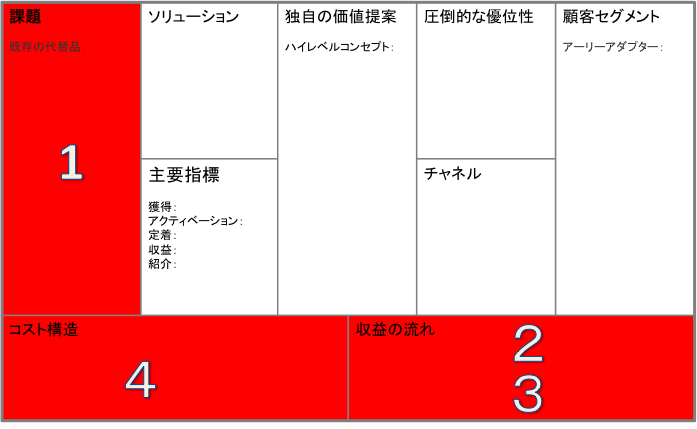 課題
既存の代替品：
1
ソリューション
主要指標
獲得：
アクティベーション：
定着：
収益：
紹介：
独自の価値提案
ハイレベルコンセプト：
圧倒的な優位性
チャネル
顧客セグメント
アーリーアダプター：
コスト構造
4
収益の流れ
2
3